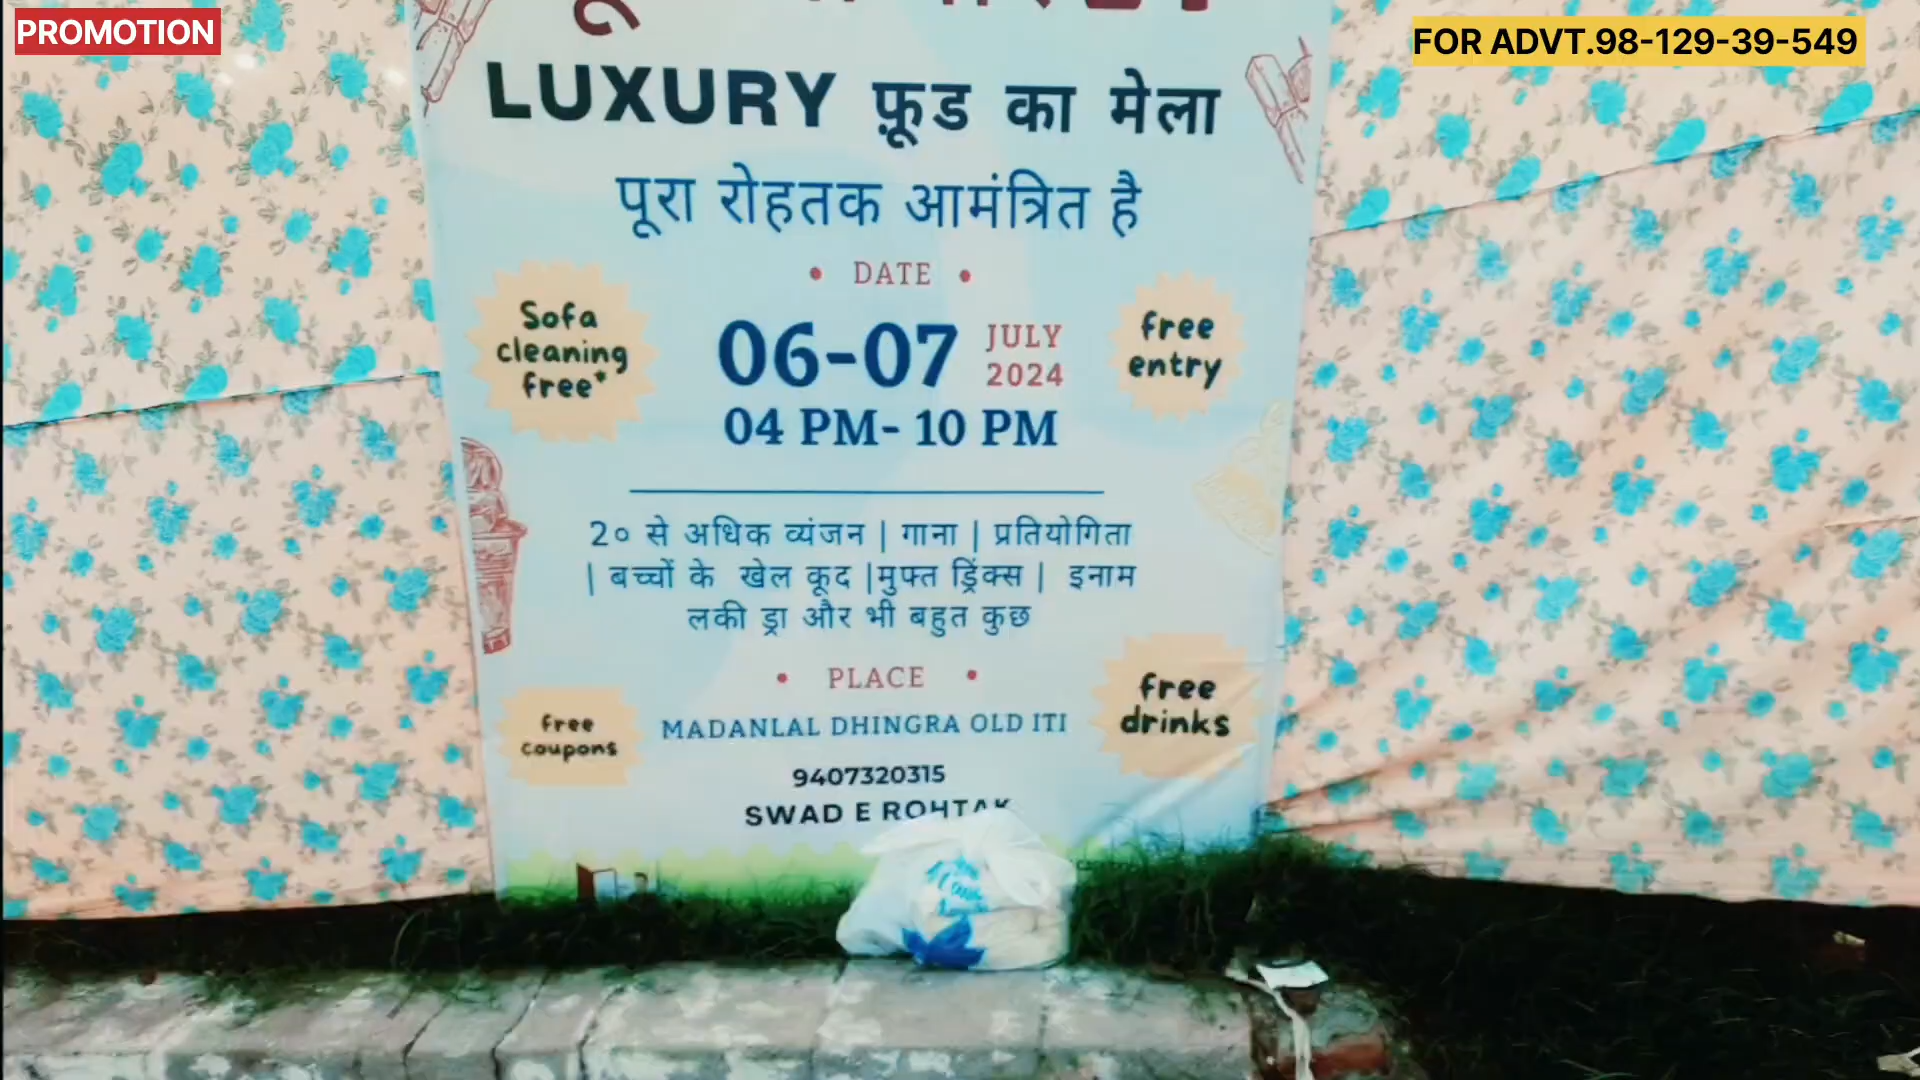 PROMOTION
FOR ADVT.98-129-39-549
LUXURY फ़ूड का मेला
पूरा रोहतक आमंत्रित है
• DATE •
Sofa
cleaning
free*
06-07
JULY
2024
free
entry
04 PM- 10 PM
2० से अधिक व्यंजन | गाना | प्रतियोगिता
| बच्चों के खेल कूद |मुफ्त ड्रिंक्स | इनाम
लकी ड्रा और भी बहुत कुछ
• PLACE •
free
coupons
MADANLAL DHINGRA OLD ITI
free
drinks
9407320315
SWAD E ROHTAK